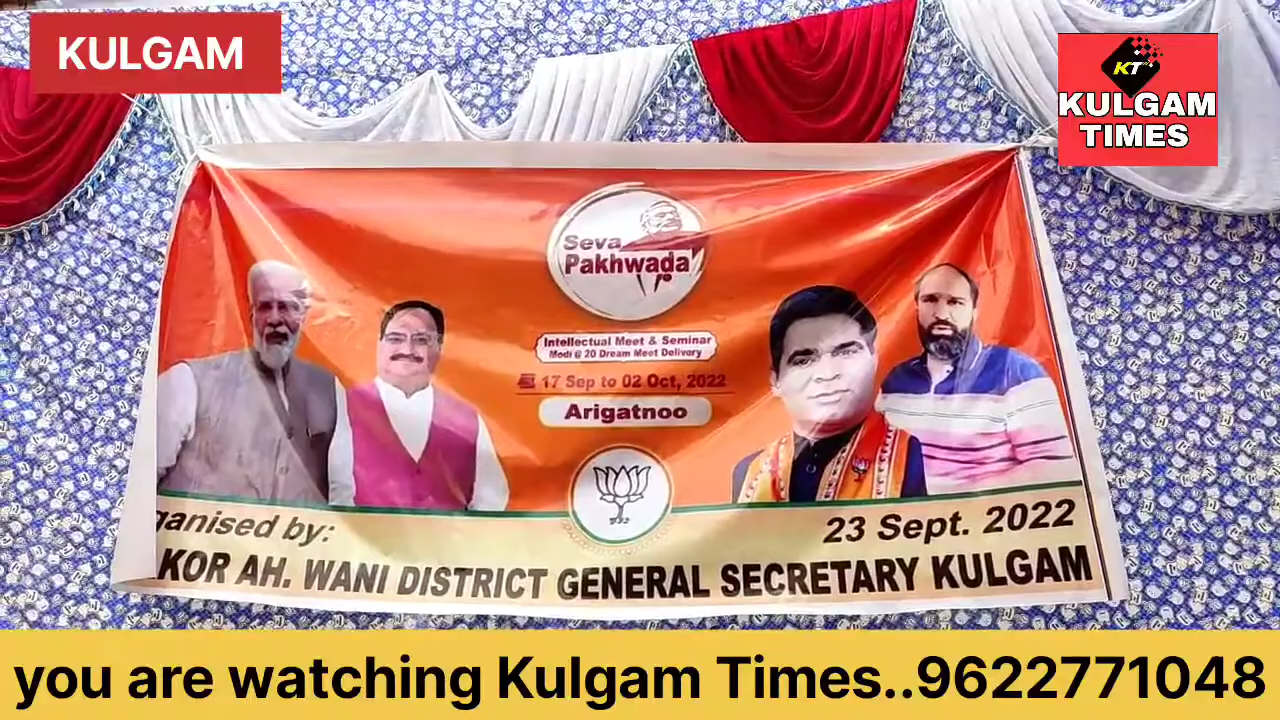 KULGAM
KT
KULGAM
TIMES
Seva
Pakhwada
Intellectual Meet & Seminar
Modi @ 20 Dream Meet Delivery
17 Sep to 02 Oct, 2022
Arigatnoo
ganised by:
23 Sept. 2022
KOR AH. WANI DISTRICT GENERAL SECRETARY KULGAM
you are watching Kulgam Times..9622771048